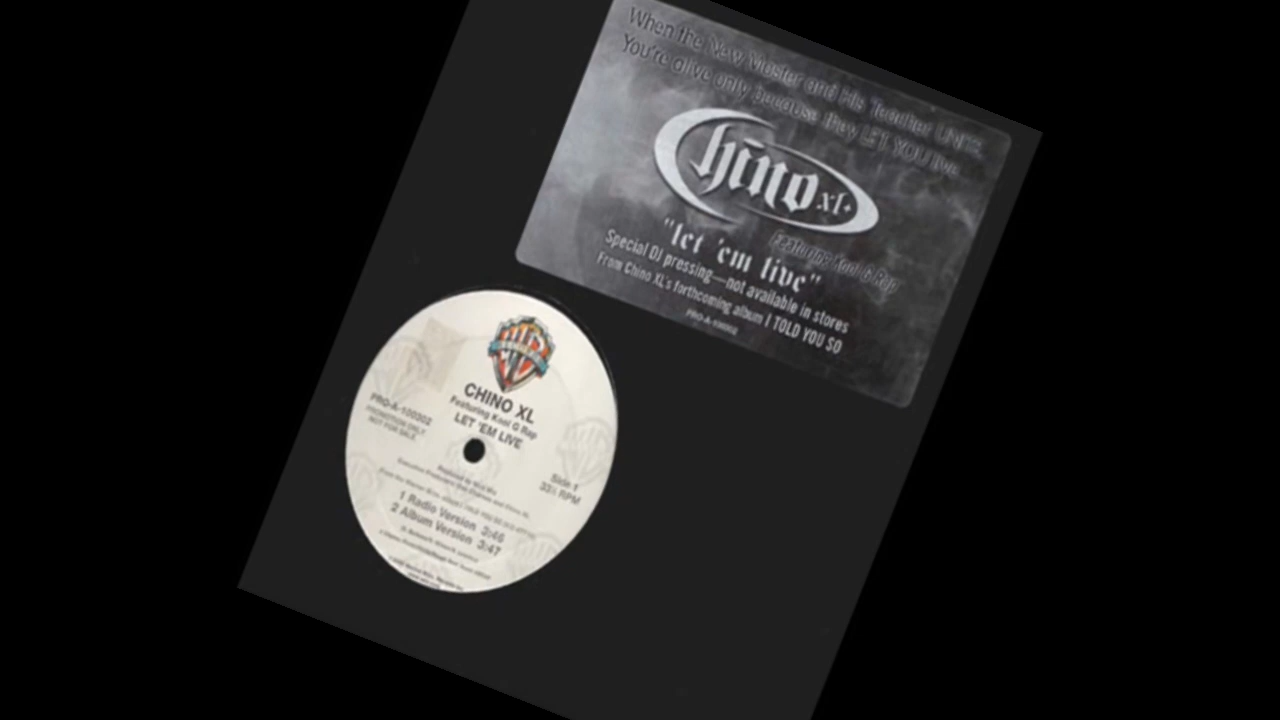 When the New Master and His Teacher UNITE
You're alive only because they LET YOU live
Chino xl
Featuring Kool G Rap
"let 'em live"
Special DJ pressing—not available in stores
From Chino XL's forthcoming album I TOLD YOU SO
PRO-A-100302
CHINO XL
Featuring Kool G Rap
LET 'EM LIVE
PRO-A-100302
PROMOTION ONLY
NOT FOR SALE
Side 1
33⅓ RPM
1 Radio Version 3:46
2 Album Version 3:47